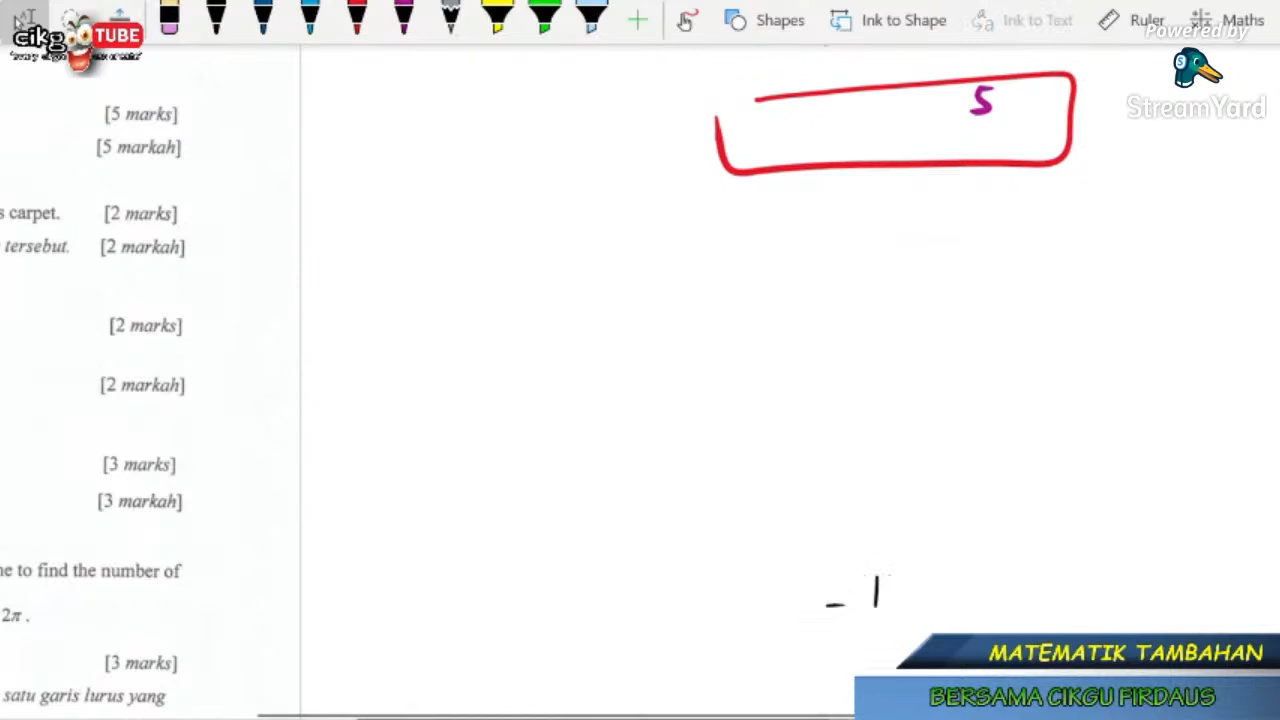 Shapes Ink to Shape Ink to Text Ruler Maths
cikgu TUBE
Powered by
StreamYard
[5 marks]
[5 markah]
5
s carpet. [2 marks]
tersebut. [2 markah]
[2 marks]
[2 markah]
[3 marks]
[3 markah]
ne to find the number of
2π .
[3 marks]
satu garis lurus yang
- 1
MATEMATIK TAMBAHAN
BERSAMA CIKGU FIRDAUS